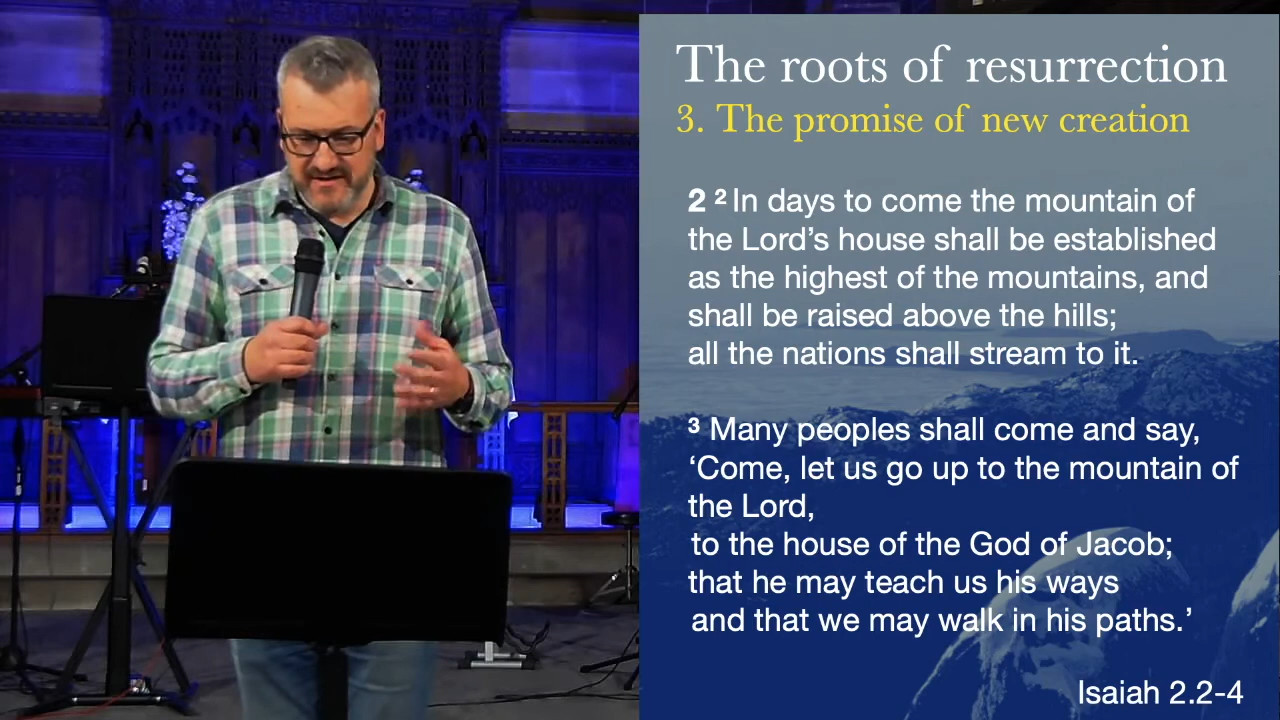 The roots of resurrection
3. The promise of new creation
2 ² In days to come the mountain of
the Lord’s house shall be established
as the highest of the mountains, and
shall be raised above the hills;
all the nations shall stream to it.
³ Many peoples shall come and say,
‘Come, let us go up to the mountain of
the Lord,
to the house of the God of Jacob;
that he may teach us his ways
and that we may walk in his paths.’
Isaiah 2.2-4